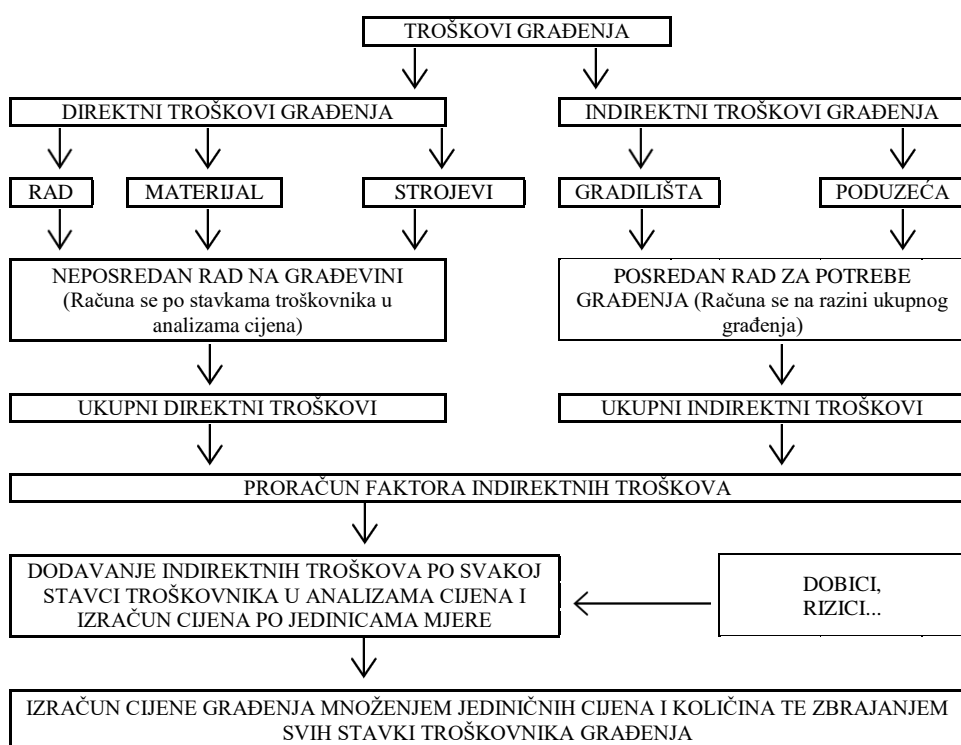 TROŠKOVI GRAĐENJA
DIREKTNI TROŠKOVI GRAĐENJA
INDIREKTNI TROŠKOVI GRAĐENJA
RAD
MATERIJAL
STROJEVI
GRADILIŠTA
PODUZEĆA
NEPOSREDAN RAD NA GRAĐEVINI
(Računa se po stavkama troškovnika u
analizama cijena)
POSREDAN RAD ZA POTREBE
GRAĐENJA (Računa se na razini ukupnog
građenja)
UKUPNI DIREKTNI TROŠKOVI
UKUPNI INDIREKTNI TROŠKOVI
PRORAČUN FAKTORA INDIREKTNIH TROŠKOVA
DODAVANJE INDIREKTNIH TROŠKOVA PO SVAKOJ
STAVCI TROŠKOVNIKA U ANALIZAMA CIJENA I
IZRAČUN CIJENA PO JEDINICAMA MJERE
DOBICI,
RIZICI...
IZRAČUN CIJENE GRAĐENJA MNOŽENJEM JEDINIČNIH CIJENA I KOLIČINA TE ZBRAJANJEM
SVIH STAVKI TROŠKOVNIKA GRAĐENJA